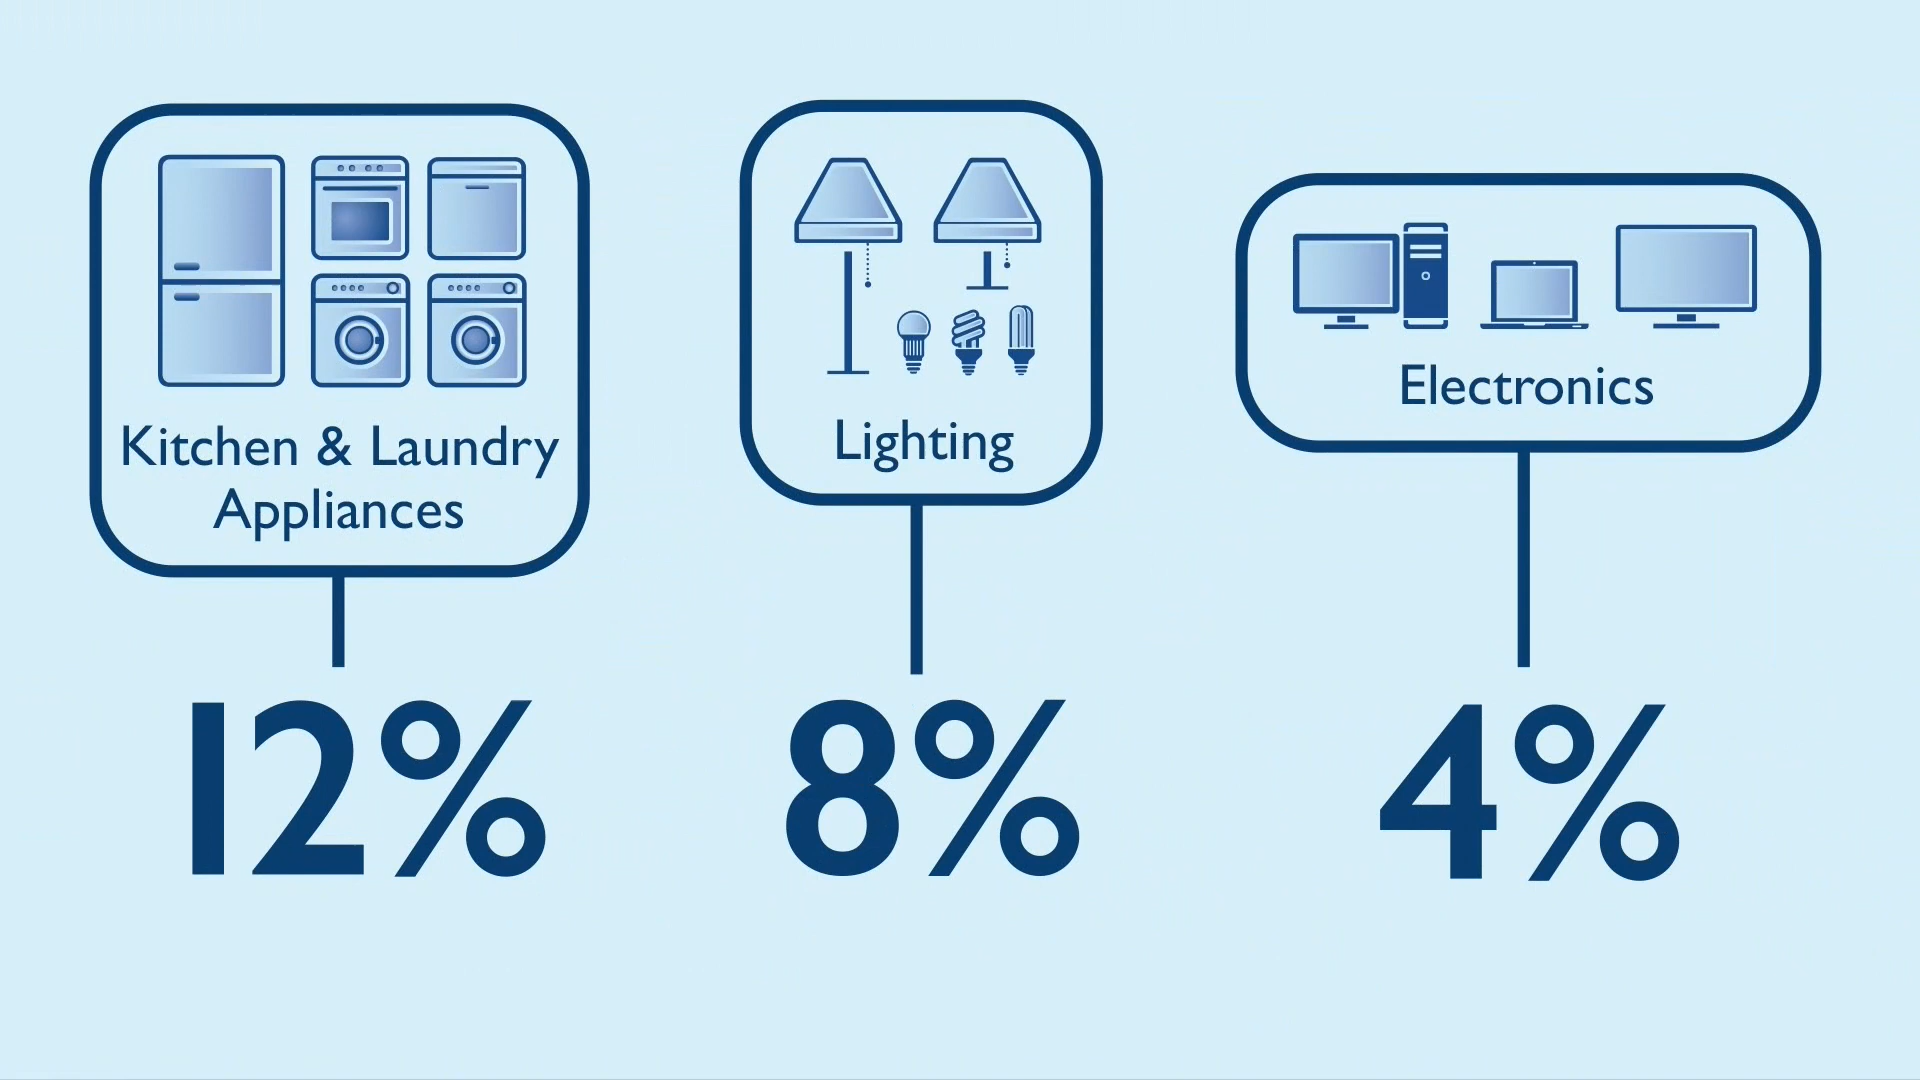 Kitchen & Laundry
Appliances
12%
Lighting
8%
Electronics
4%